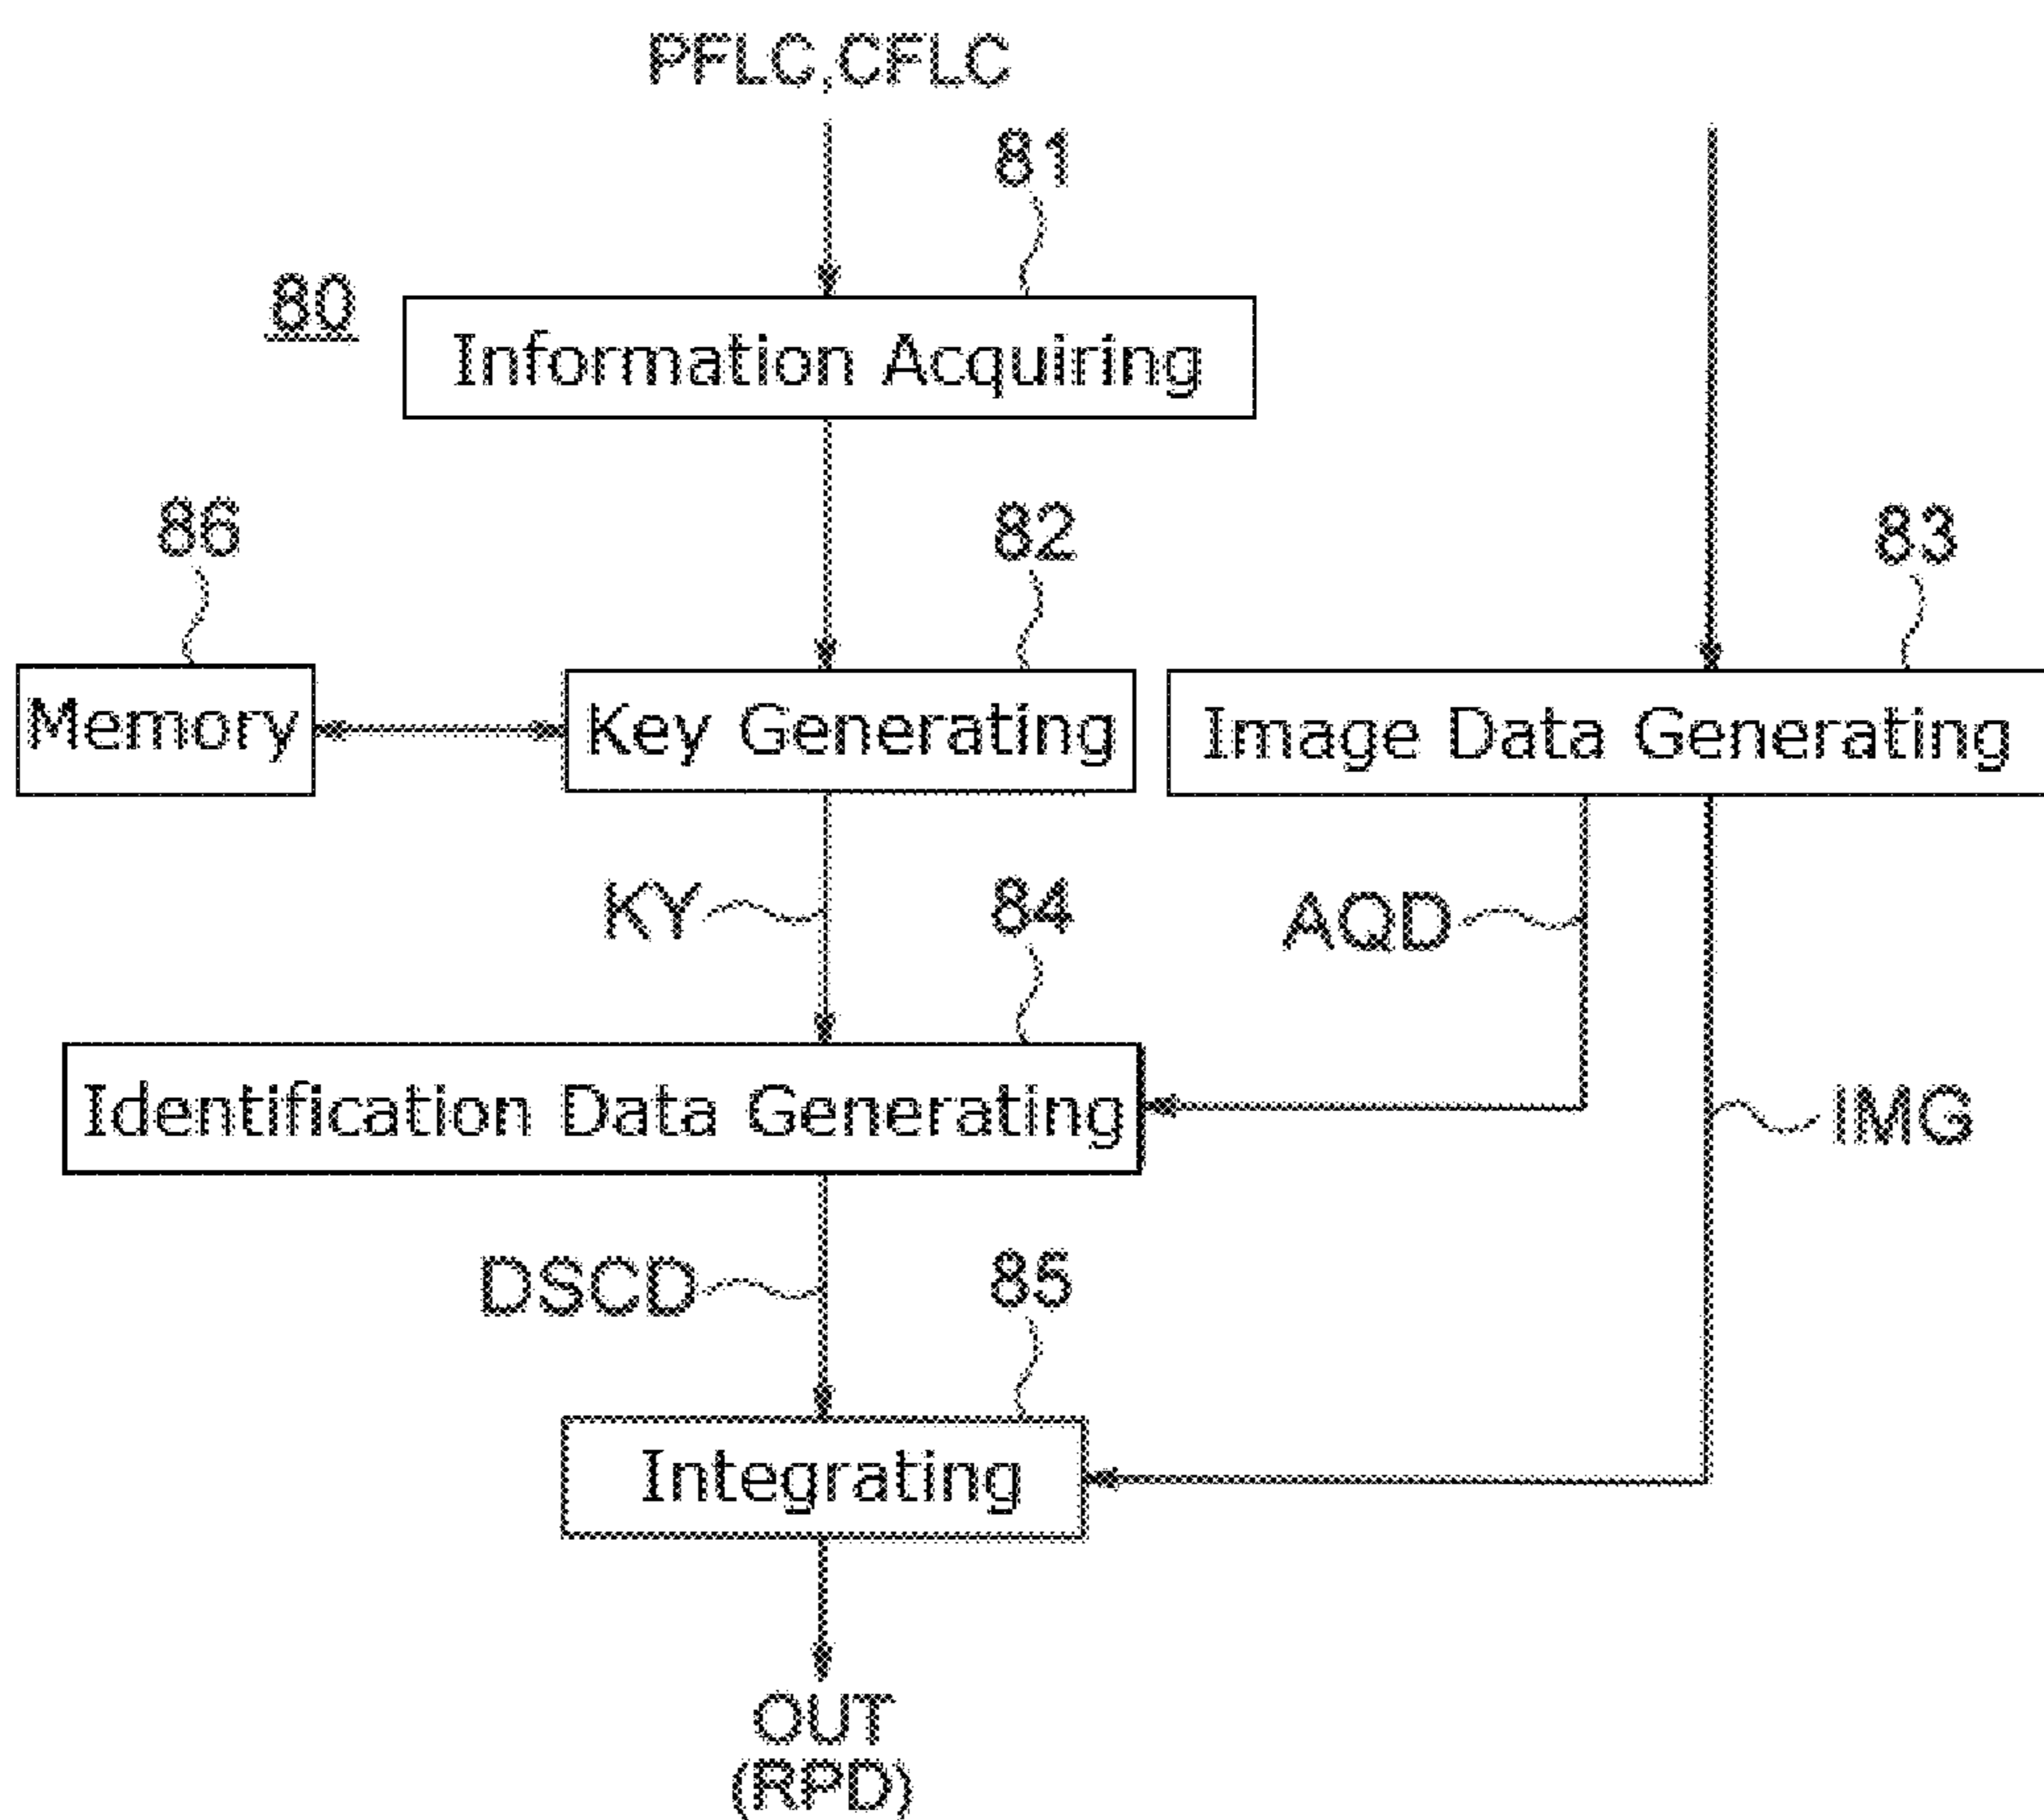 PFLC,CFLC
81
80
Information Acquiring
86
82
83
Memory
Key Generating
Image Data Generating
KY
84
AQD
Identification Data Generating
IMG
DSCD
85
Integrating
OUT
(RPD)